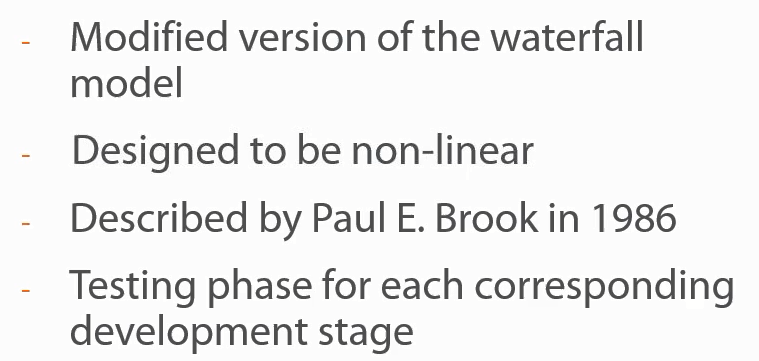 - Modified version of the waterfall
model
- Designed to be non-linear
- Described by Paul E. Brook in 1986
- Testing phase for each corresponding
development stage